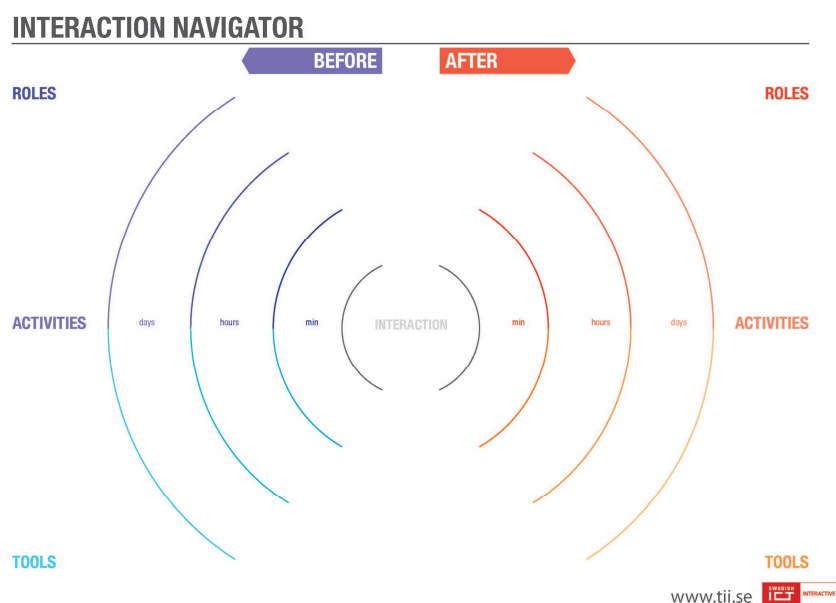 INTERACTION NAVIGATOR
BEFORE AFTER
ROLES ROLES
ACTIVITIES days hours min INTERACTION min hours days ACTIVITIES
TOOLS TOOLS
www.tii.se SWEDISH ICT INTERACTIVE